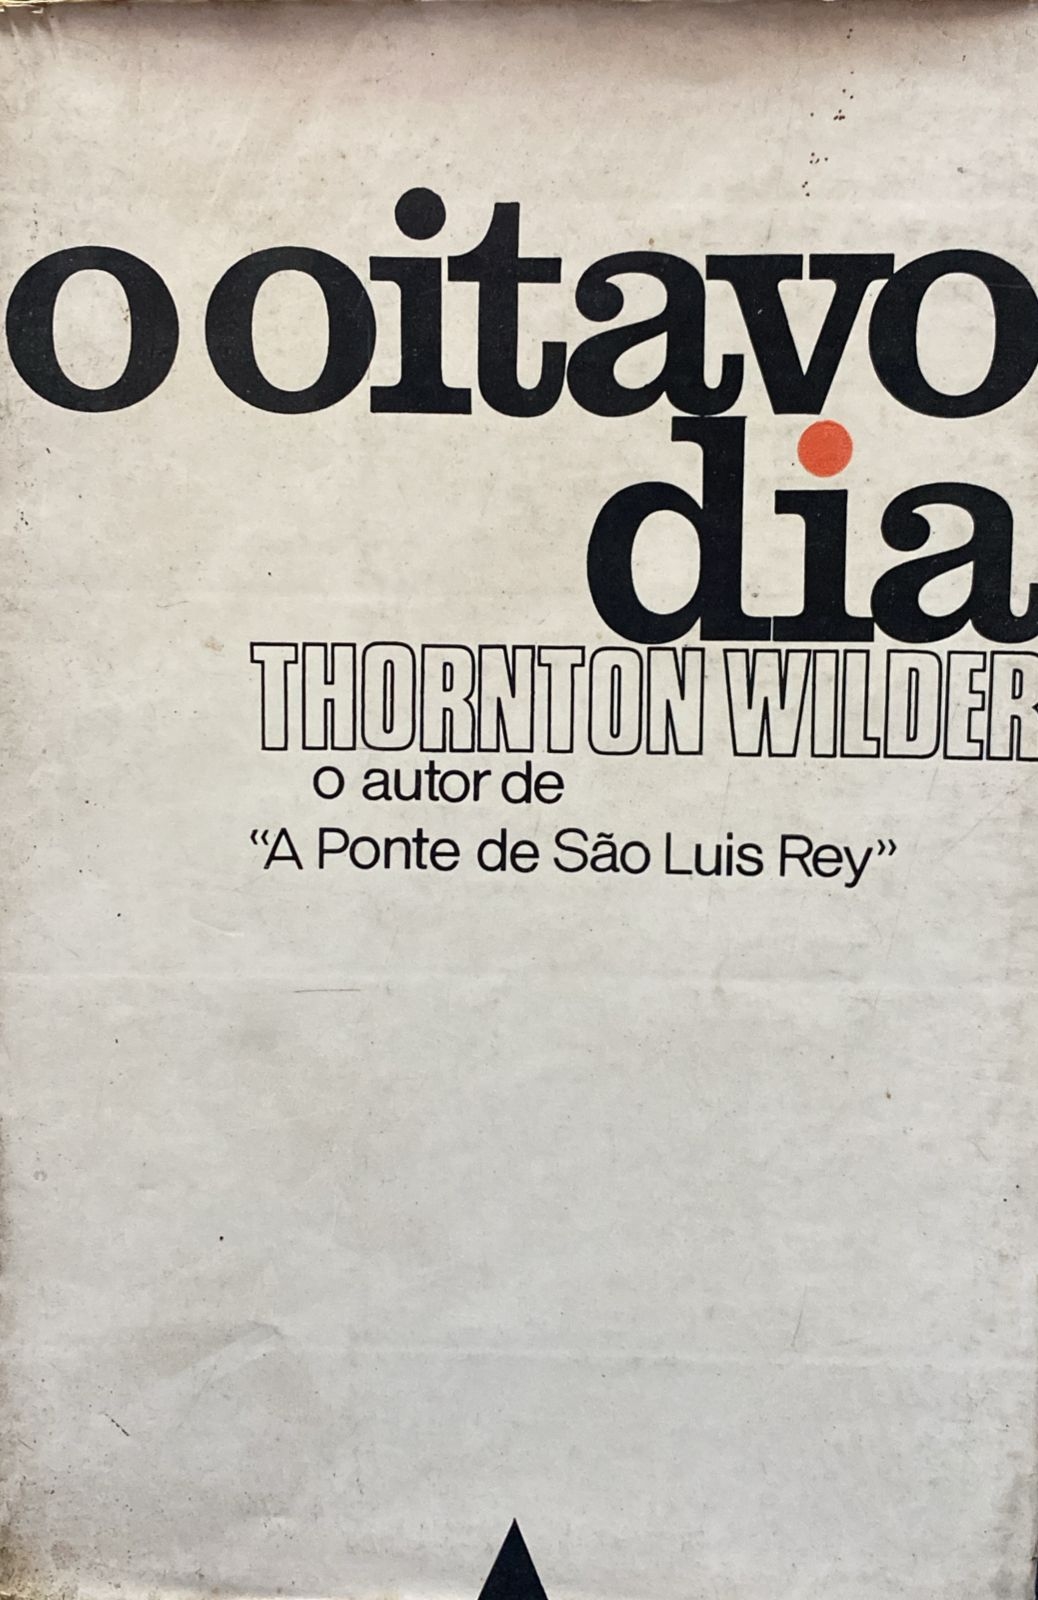 o oitavo
dia
THORNTON WILDER
o autor de
“A Ponte de São Luis Rey”